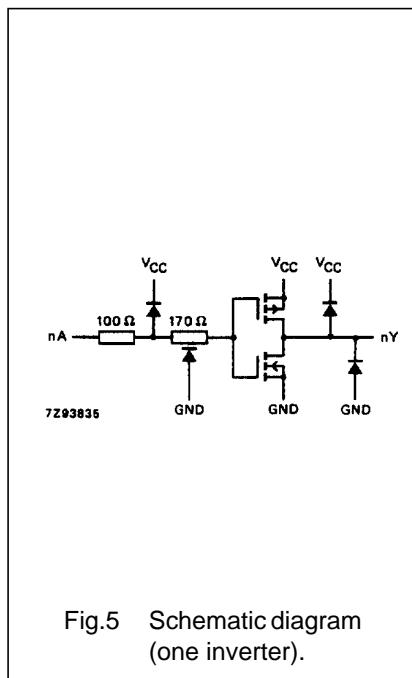 VCC VCC VCC
100 Ω 170 Ω
nA nY
7Z93835 GND GND GND
Fig.5 Schematic diagram
(one inverter).